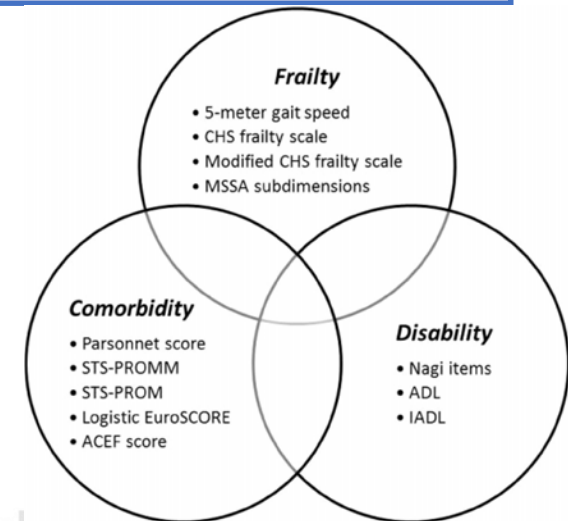 Frailty
• 5-meter gait speed
• CHS frailty scale
• Modified CHS frailty scale
• MSSA subdimensions
Comorbidity
• Parsonnet score
• STS-PROMM
• STS-PROM
• Logistic EuroSCORE
• ACEF score
Disability
• Nagi items
• ADL
• IADL